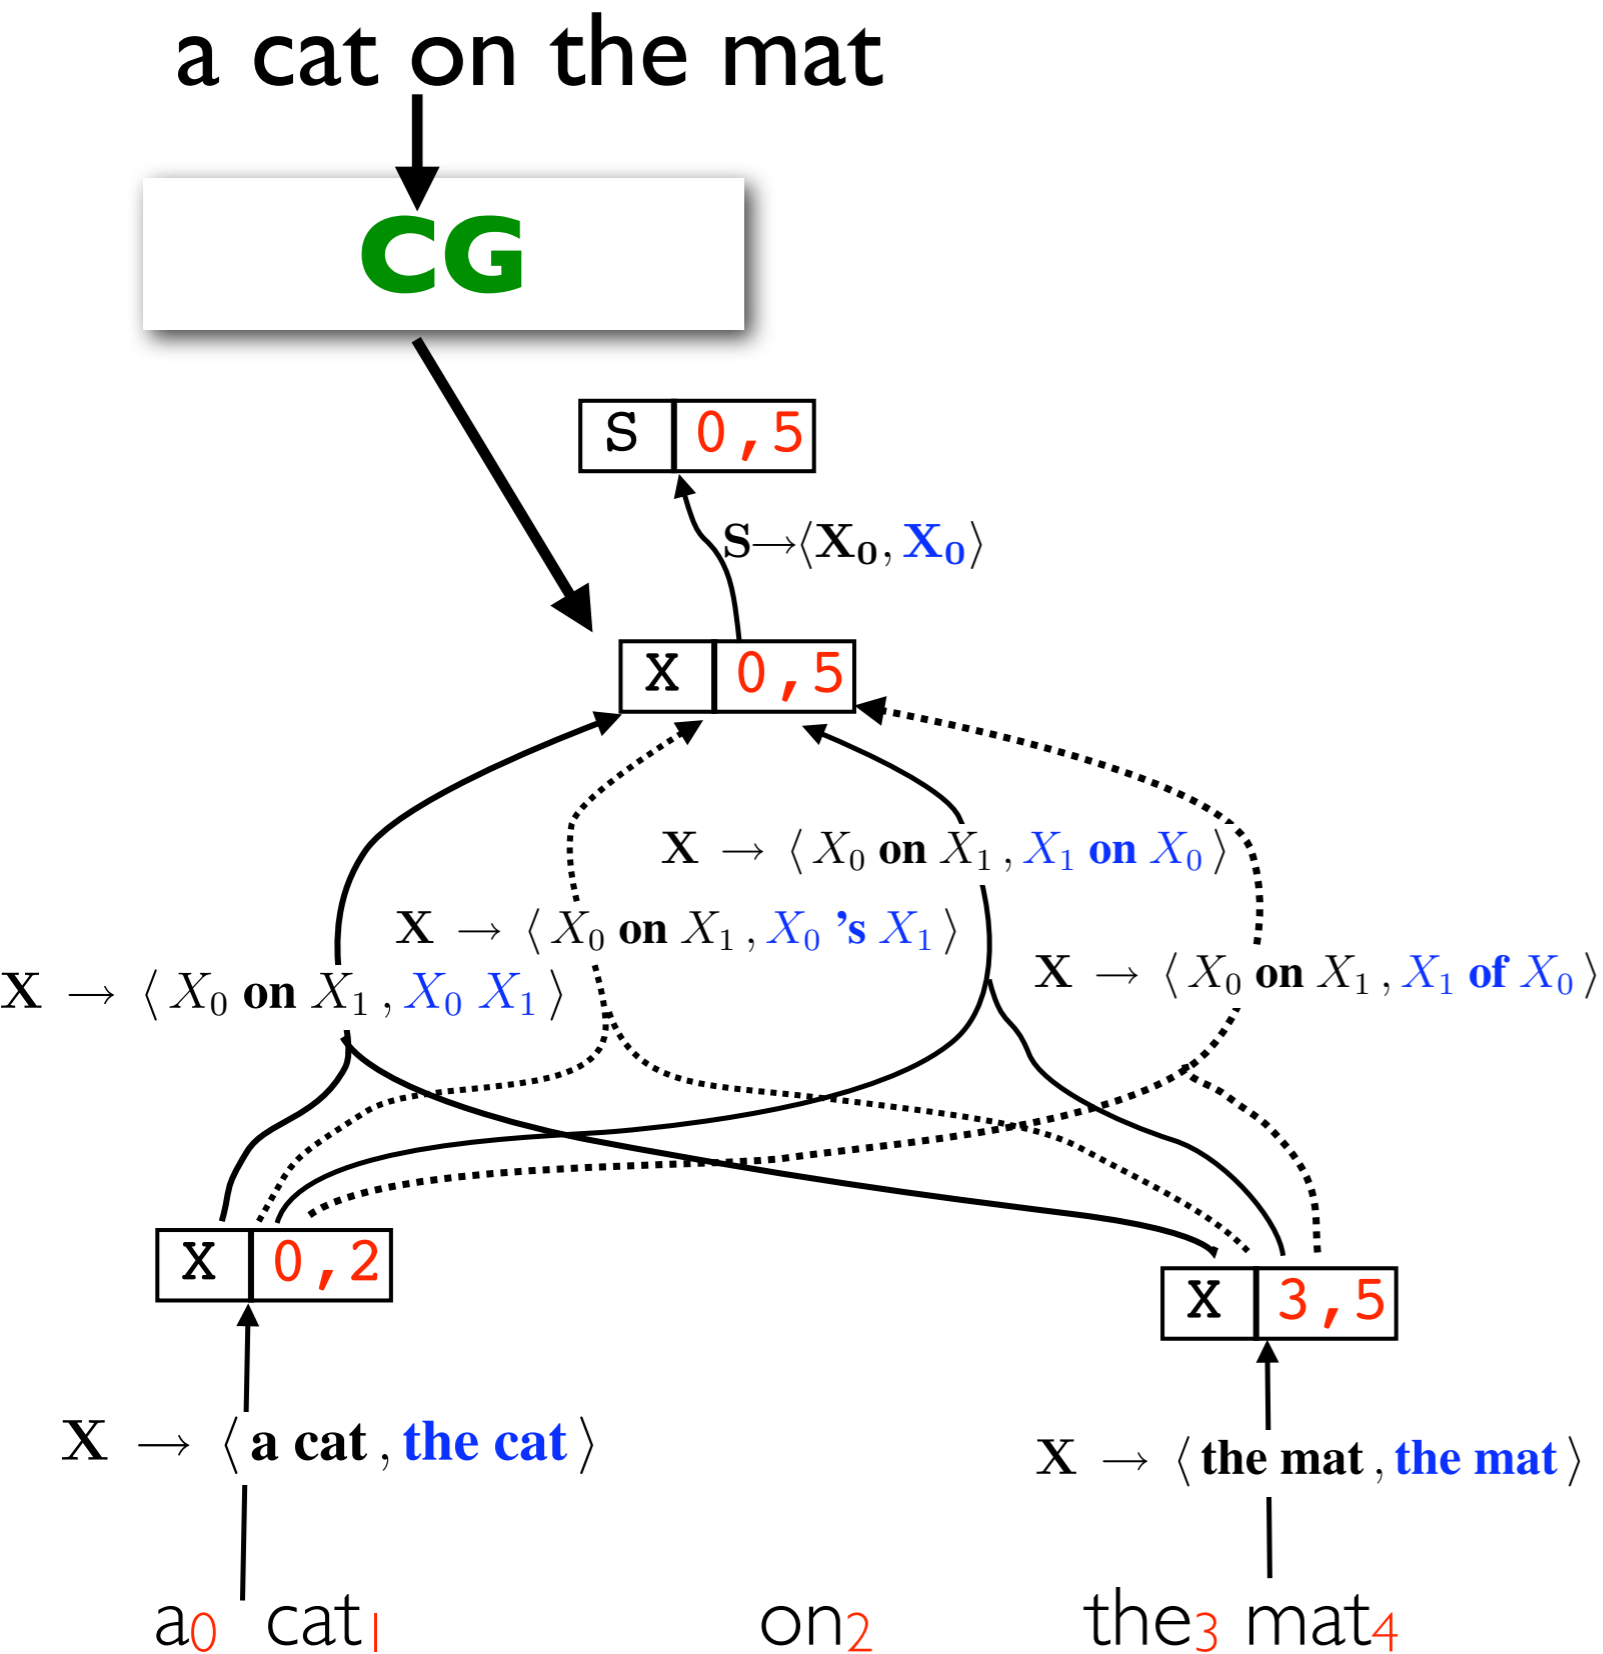 a cat on the mat
CG
S 0,5
S→⟨X₀, X₀⟩
X 0,5
X → ⟨ X₀ on X₁ , X₁ on X₀ ⟩
X → ⟨ X₀ on X₁ , X₀ ’s X₁ ⟩
X → ⟨ X₀ on X₁ , X₁ of X₀ ⟩
X → ⟨ X₀ on X₁ , X₀ X₁ ⟩
X 0,2
X 3,5
X → ⟨ a cat , the cat ⟩
X → ⟨ the mat , the mat ⟩
a₀ cat₁ on₂ the₃ mat₄